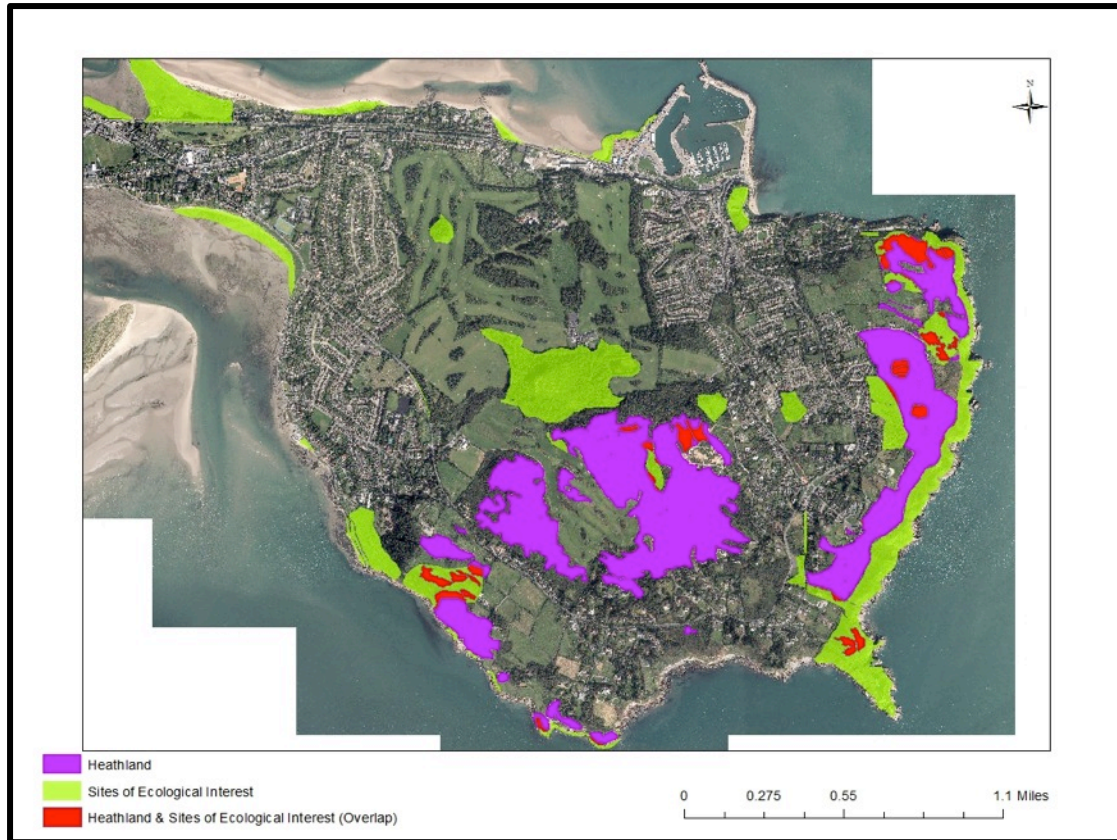 N
Heathland
Sites of Ecological Interest
Heathland & Sites of Ecological Interest (Overlap)
0 0.275 0.55 1.1 Miles